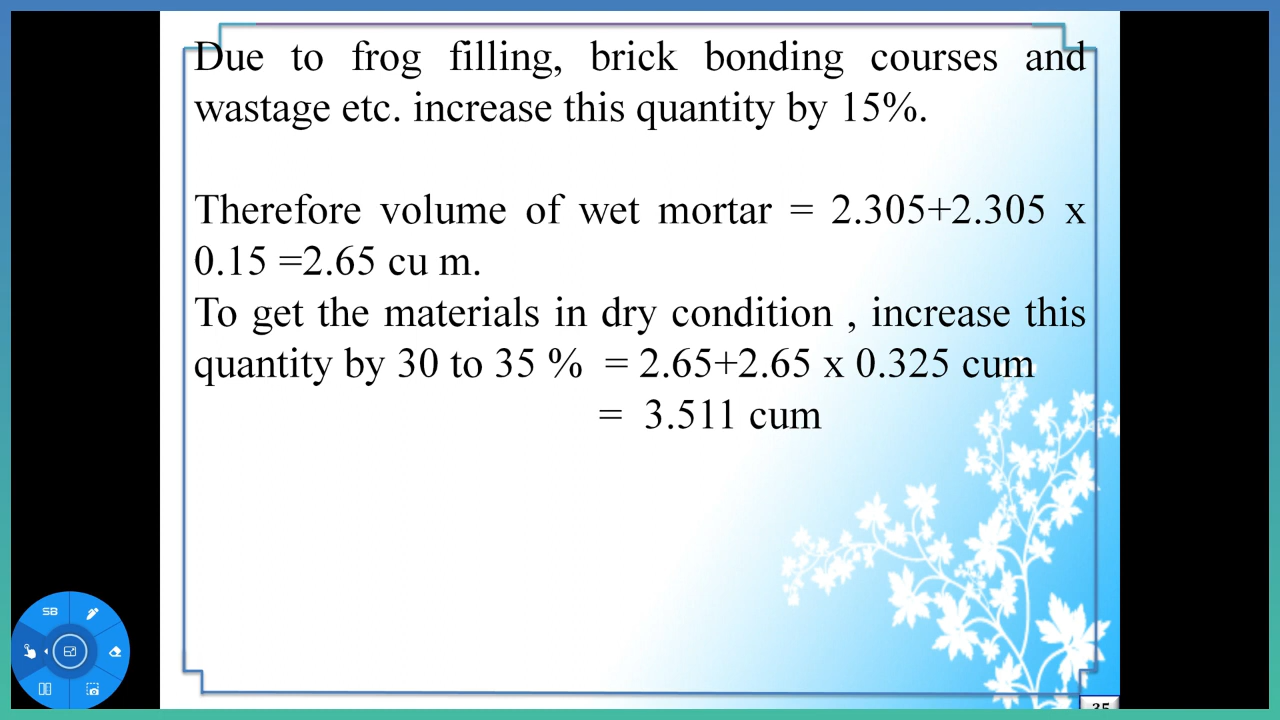 Due to frog filling, brick bonding courses and
wastage etc. increase this quantity by 15%.
Therefore volume of wet mortar = 2.305+2.305 x
0.15 =2.65 cu m.
To get the materials in dry condition , increase this
quantity by 30 to 35 % = 2.65+2.65 x 0.325 cum
= 3.511 cum
SB
35